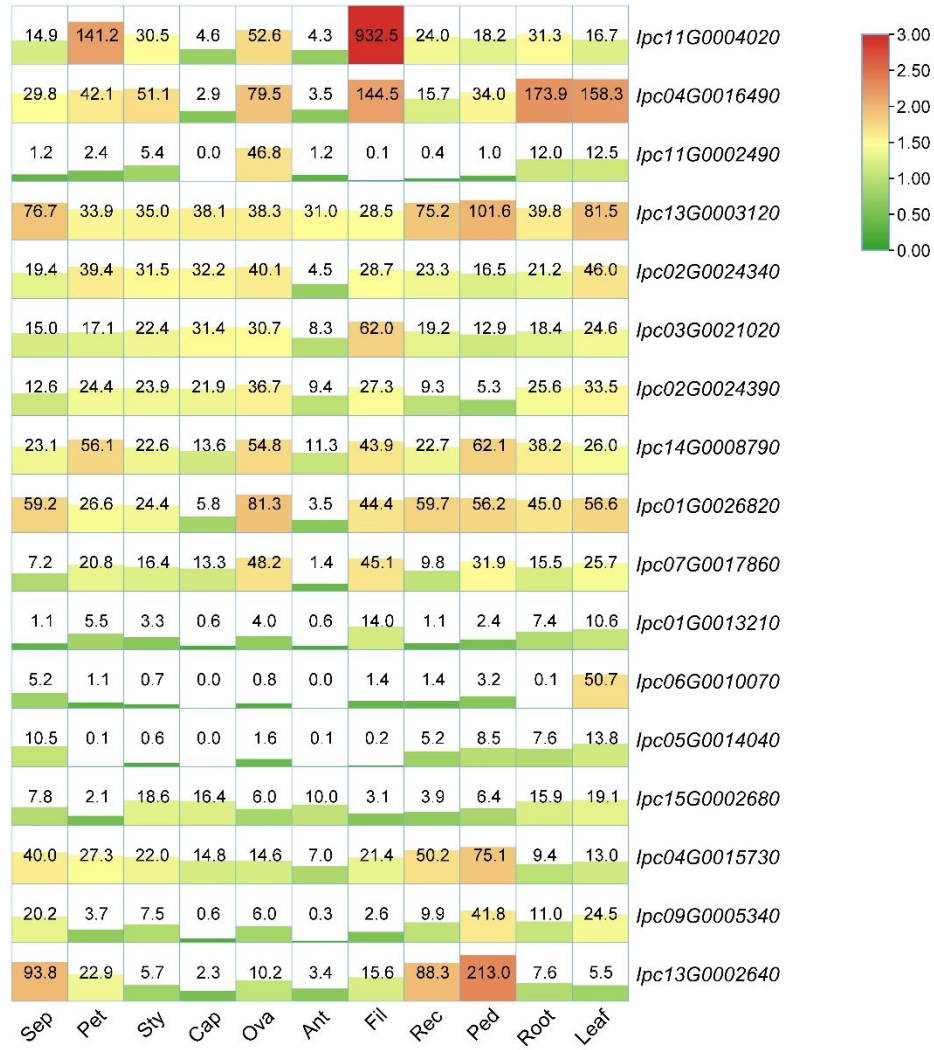 14.9 141.2 30.5 4.6 52.6 4.3 932.5 24.0 18.2 31.3 16.7 Ipc11G0004020
29.8 42.1 51.1 2.9 79.5 3.5 144.5 15.7 34.0 173.9 158.3 Ipc04G0016490
1.2 2.4 5.4 0.0 46.8 1.2 0.1 0.4 1.0 12.0 12.5 Ipc11G0002490
76.7 33.9 35.0 38.1 38.3 31.0 28.5 75.2 101.6 39.8 81.5 Ipc13G0003120
19.4 39.4 31.5 32.2 40.1 4.5 28.7 23.3 16.5 21.2 46.0 Ipc02G0024340
15.0 17.1 22.4 31.4 30.7 8.3 62.0 19.2 12.9 18.4 24.6 Ipc03G0021020
12.6 24.4 23.9 21.9 36.7 9.4 27.3 9.3 5.3 25.6 33.5 Ipc02G0024390
23.1 56.1 22.6 13.6 54.8 11.3 43.9 22.7 62.1 38.2 26.0 Ipc14G0008790
59.2 26.6 24.4 5.8 81.3 3.5 44.4 59.7 56.2 45.0 56.6 Ipc01G0026820
7.2 20.8 16.4 13.3 48.2 1.4 45.1 9.8 31.9 15.5 25.7 Ipc07G0017860
1.1 5.5 3.3 0.6 4.0 0.6 14.0 1.1 2.4 7.4 10.6 Ipc01G0013210
5.2 1.1 0.7 0.0 0.8 0.0 1.4 1.4 3.2 0.1 50.7 Ipc06G0010070
10.5 0.1 0.6 0.0 1.6 0.1 0.2 5.2 8.5 7.6 13.8 Ipc05G0014040
7.8 2.1 18.6 16.4 6.0 10.0 3.1 3.9 6.4 15.9 19.1 Ipc15G0002680
40.0 27.3 22.0 14.8 14.6 7.0 21.4 50.2 75.1 9.4 13.0 Ipc04G0015730
20.2 3.7 7.5 0.6 6.0 0.3 2.6 9.9 41.8 11.0 24.5 Ipc09G0005340
93.8 22.9 5.7 2.3 10.2 3.4 15.6 88.3 213.0 7.6 5.5 Ipc13G0002640
Sep Pet Sty Cap Ova Ant Fil Rec Ped Root Leaf
3.00
2.50
2.00
1.50
1.00
0.50
0.00